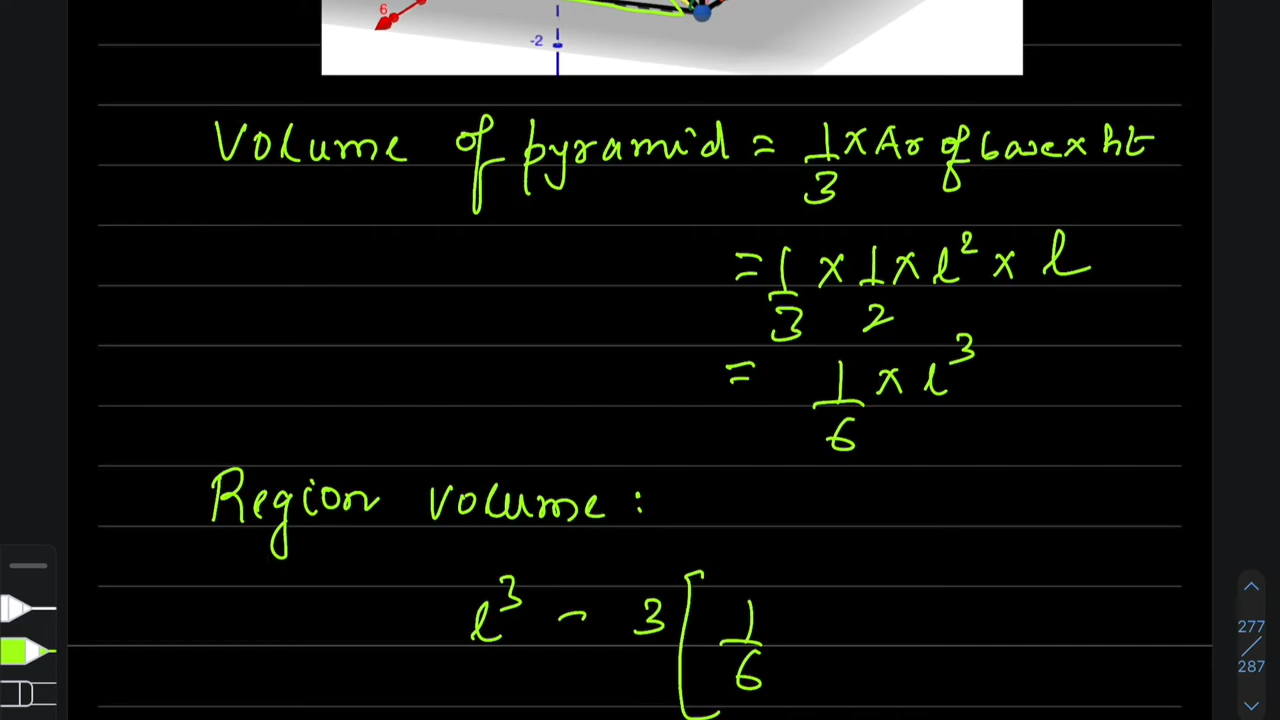 6
-2
Volume of pyramid = 1/3 x Ar of base x ht
= 1/3 x 1/2 x l² x l
= 1/6 x l³
Region volume :
l³ - 3 [ 1/6
277
287